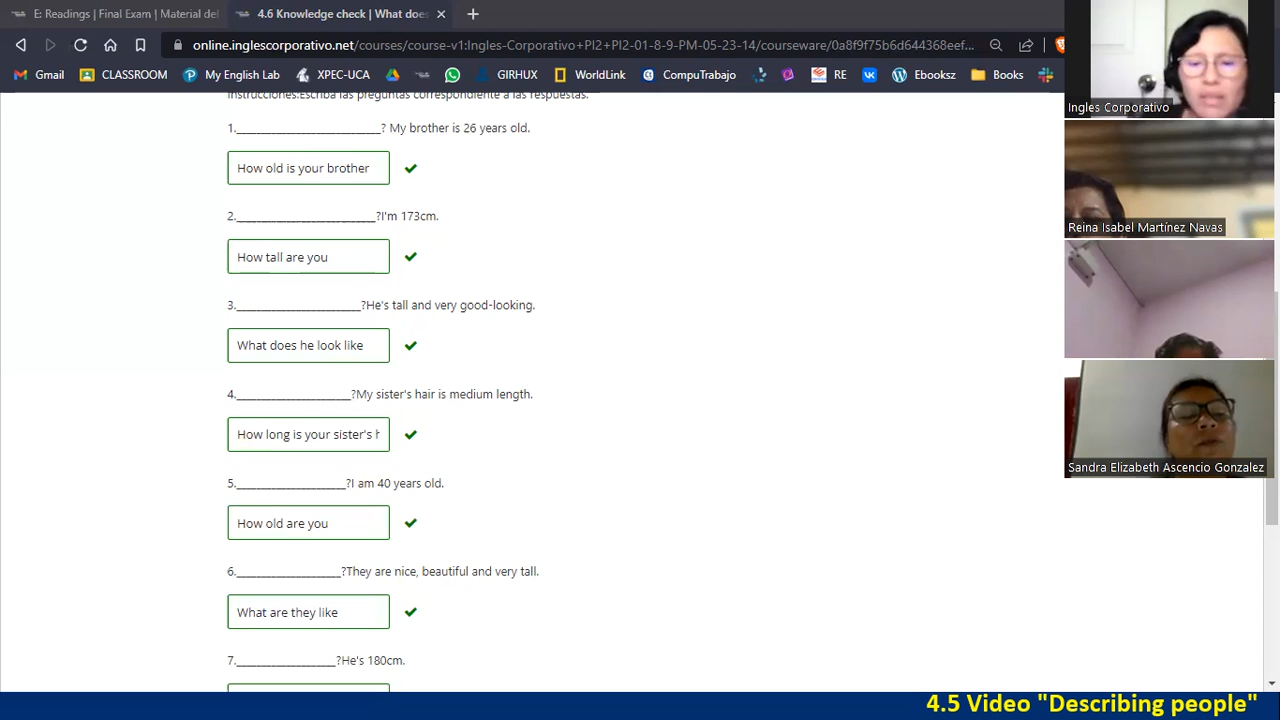 E: Readings | Final Exam | Material del
4.6 Knowledge check | What does
online.inglescorporativo.net/courses/course-v1:Ingles-Corporativo+PI2+PI2-01-8-9-PM-05-23-14/courseware/0a8f9f75b6d644368eef...
Gmail CLASSROOM My English Lab XPEC-UCA GIRHUX WorldLink CompuTrabajo RE Ebooksz Books
Instrucciones:Escriba las preguntas correspondiente a las respuestas.
1.__________________________? My brother is 26 years old.
How old is your brother
2._________________________?I'm 173cm.
How tall are you
3.______________________?He's tall and very good-looking.
What does he look like
4.____________________?My sister's hair is medium length.
How long is your sister's h
5.___________________?I am 40 years old.
How old are you
6.__________________?They are nice, beautiful and very tall.
What are they like
7._________________?He's 180cm.
Ingles Corporativo
Reina Isabel Martínez Navas
Sandra Elizabeth Ascencio Gonzalez
4.5 Video "Describing people"